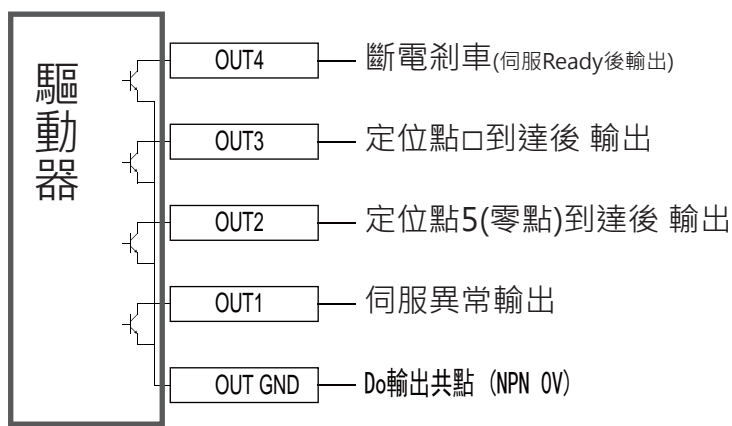 驅動器
OUT4 斷電剎車(伺服Ready後輸出)
OUT3 定位點□到達後 輸出
OUT2 定位點5(零點)到達後 輸出
OUT1 伺服異常輸出
OUT GND Do輸出共點 (NPN 0V)